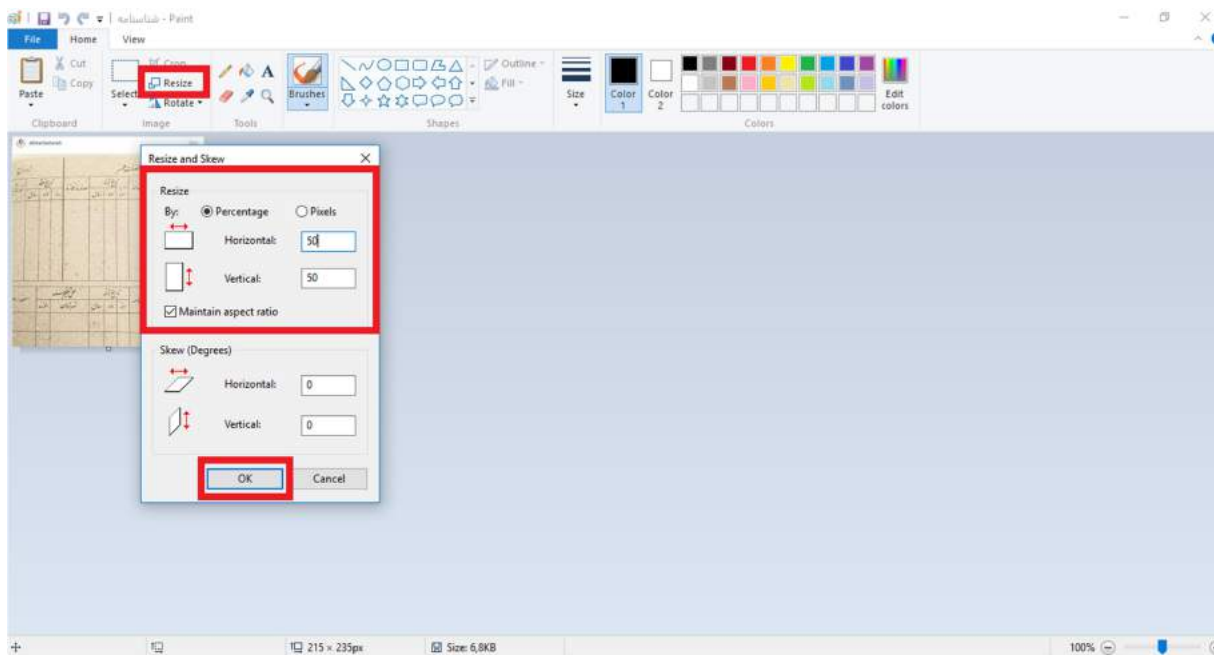 شناسنامه - Paint
File Home View
Cut
Copy
Paste
Clipboard
Select
Crop
Resize
Rotate
Image
A
Tools
Brushes
Shapes
Outline
Fill
Size
Color 1
Color 2
Edit colors
Colors
Resize and Skew
Resize
By: Percentage Pixels
Horizontal: 50
Vertical: 50
Maintain aspect ratio
Skew (Degrees)
Horizontal: 0
Vertical: 0
OK Cancel
215 × 235px Size: 6,8KB 100%